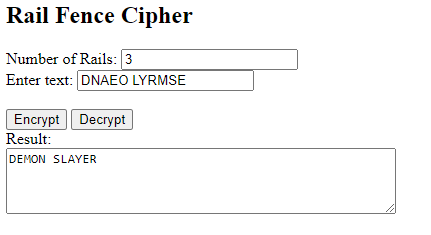 Rail Fence Cipher
Number of Rails: 3
Enter text: DNAEO LYRMSE
Encrypt Decrypt
Result:
DEMON SLAYER